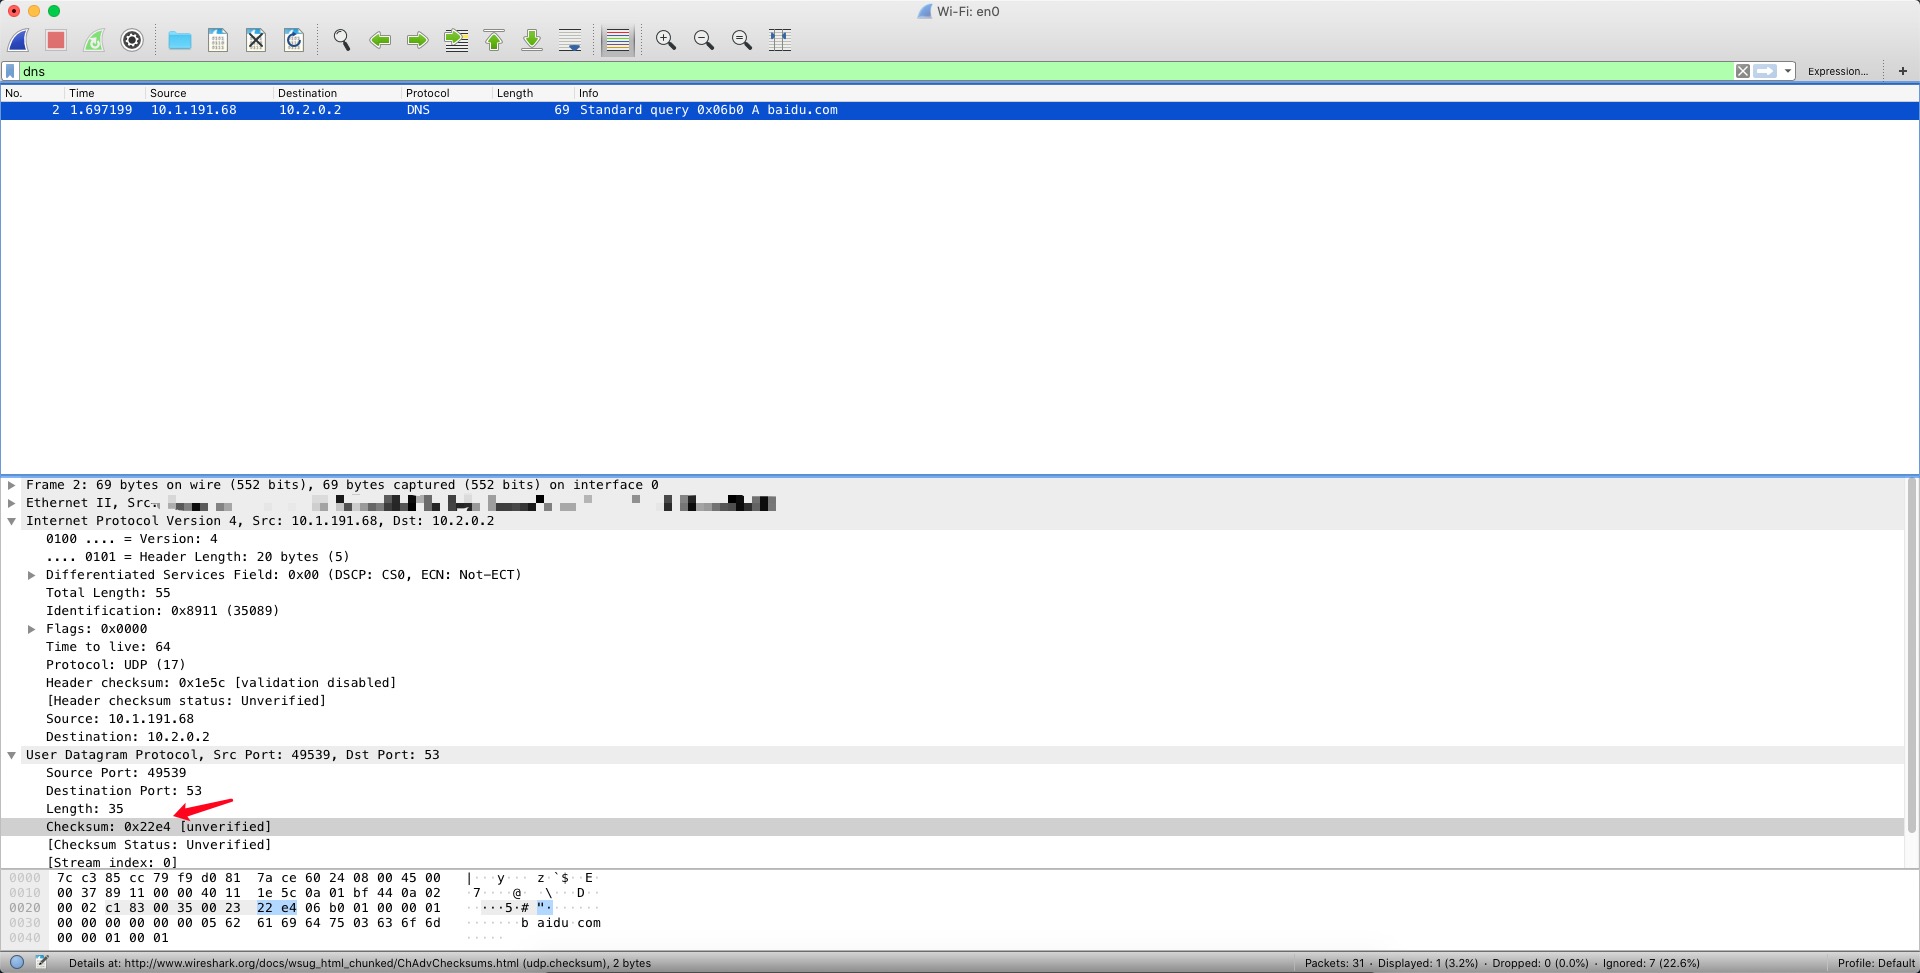 Wi-Fi: en0
dns
Expression...
+
No. Time Source Destination Protocol Length Info
2 1.697199 10.1.191.68 10.2.0.2 DNS 69 Standard query 0x06b0 A baidu.com
Frame 2: 69 bytes on wire (552 bits), 69 bytes captured (552 bits) on interface 0
Ethernet II, Src
Internet Protocol Version 4, Src: 10.1.191.68, Dst: 10.2.0.2
0100 .... = Version: 4
.... 0101 = Header Length: 20 bytes (5)
Differentiated Services Field: 0x00 (DSCP: CS0, ECN: Not-ECT)
Total Length: 55
Identification: 0x8911 (35089)
Flags: 0x0000
Time to live: 64
Protocol: UDP (17)
Header checksum: 0x1e5c [validation disabled]
[Header checksum status: Unverified]
Source: 10.1.191.68
Destination: 10.2.0.2
User Datagram Protocol, Src Port: 49539, Dst Port: 53
Source Port: 49539
Destination Port: 53
Length: 35
Checksum: 0x22e4 [unverified]
[Checksum Status: Unverified]
[Stream index: 0]
0000 7c c3 85 cc 79 f9 d0 81 7a ce 60 24 08 00 45 00 |···y··· z·`$··E·
0010 00 37 89 11 00 00 40 11 1e 5c 0a 01 bf 44 0a 02 ·7····@· ·\···D··
0020 00 02 c1 83 00 35 00 23 22 e4 06 b0 01 00 00 01 ·····5·# "·······
0030 00 00 00 00 00 00 05 62 61 69 64 75 03 63 6f 6d ·······b aidu·com
0040 00 00 01 00 01 ·····
Details at: http://www.wireshark.org/docs/wsug_html_chunked/ChAdvChecksums.html (udp.checksum), 2 bytes
Packets: 31 · Displayed: 1 (3.2%) · Dropped: 0 (0.0%) · Ignored: 7 (22.6%)
Profile: Default